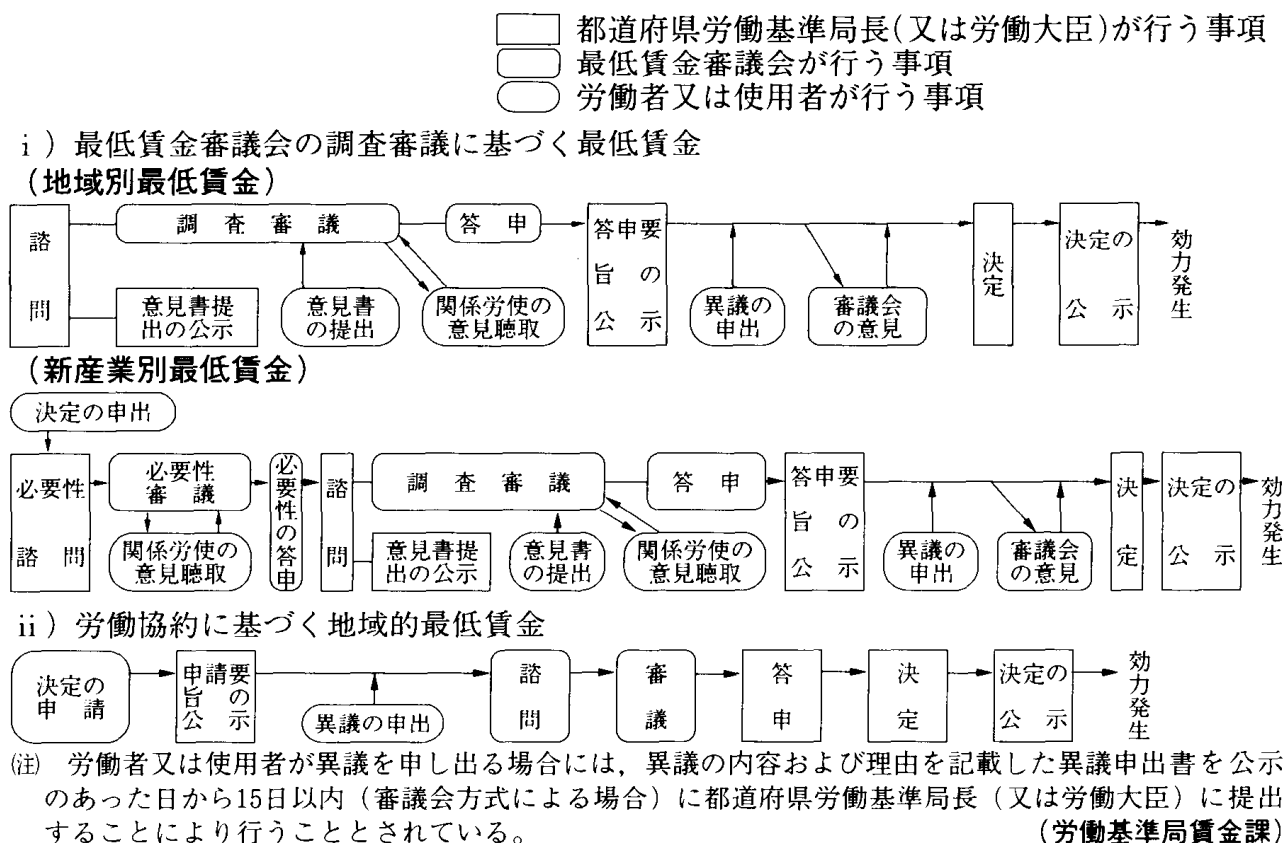 都道府県労働基準局長(又は労働大臣)が行う事項
最低賃金審議会が行う事項
労働者又は使用者が行う事項
i）最低賃金審議会の調査審議に基づく最低賃金
（地域別最低賃金）
諮問
調査審議
答申
意見書提
出の公示
意見書
の提出
関係労使の
意見聴取
答申要
旨の
公示
異議の
申出
審議会
の意見
決定
決定の
公示
効力発生
（新産業別最低賃金）
決定の申出
必要性
諮問
必要性
審議
関係労使の
意見聴取
必要性の答申
諮問
調査審議
答申
意見書提
出の公示
意見書
の提出
関係労使の
意見聴取
答申要
旨の
公示
異議の
申出
審議会
の意見
決定
決定の
公示
効力発生
ii）労働協約に基づく地域的最低賃金
決定の
申請
申請要
旨の
公示
異議の申出
諮問
審議
答申
決定
決定の
公示
効力発生
㊟　労働者又は使用者が異議を申し出る場合には，異議の内容および理由を記載した異議申出書を公示
のあった日から15日以内（審議会方式による場合）に都道府県労働基準局長（又は労働大臣）に提出
することにより行うこととされている。
（労働基準局賃金課）